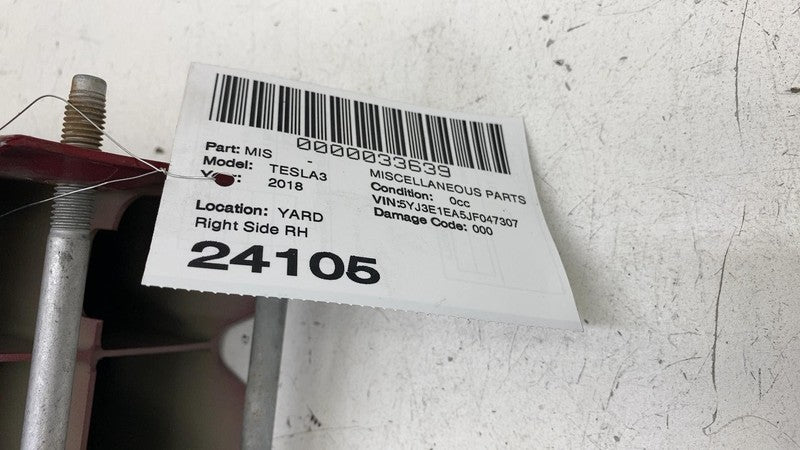 0000033639
Part: MIS -
MISCELLANEOUS PARTS
Model: TESLA3
Condition: 0cc
2018
VIN:5YJ3E1EA5JF047307
Location: YARD
Damage Code: 000
Right Side RH
24105